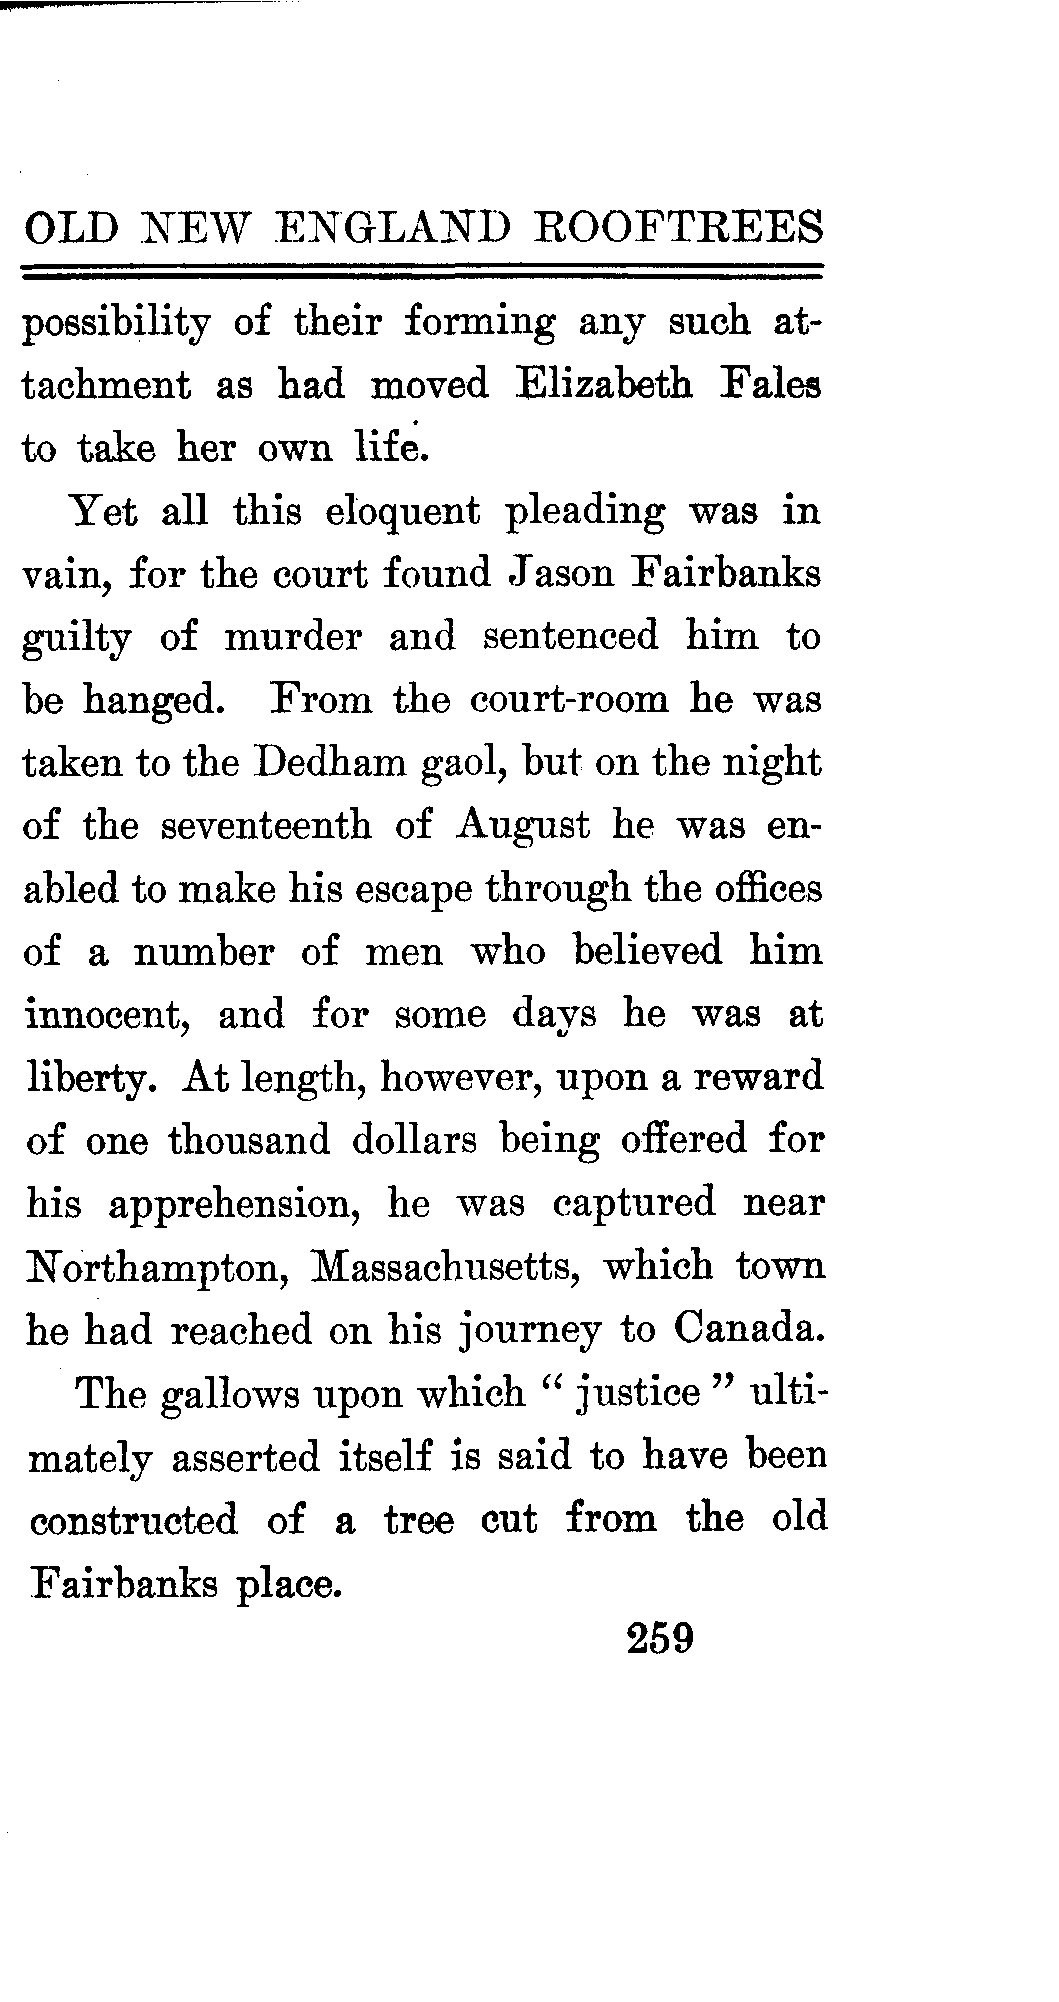 OLD NEW ENGLAND ROOFTREES
possibility of their forming any such at-
tachment as had moved Elizabeth Fales
to take her own life.
Yet all this eloquent pleading was in
vain, for the court found Jason Fairbanks
guilty of murder and sentenced him to
be hanged. From the court-room he was
taken to the Dedham gaol, but on the night
of the seventeenth of August he was en-
abled to make his escape through the offices
of a number of men who believed him
innocent, and for some days he was at
liberty. At length, however, upon a reward
of one thousand dollars being offered for
his apprehension, he was captured near
Northampton, Massachusetts, which town
he had reached on his journey to Canada.
The gallows upon which “ justice ” ulti-
mately asserted itself is said to have been
constructed of a tree cut from the old
Fairbanks place.
259